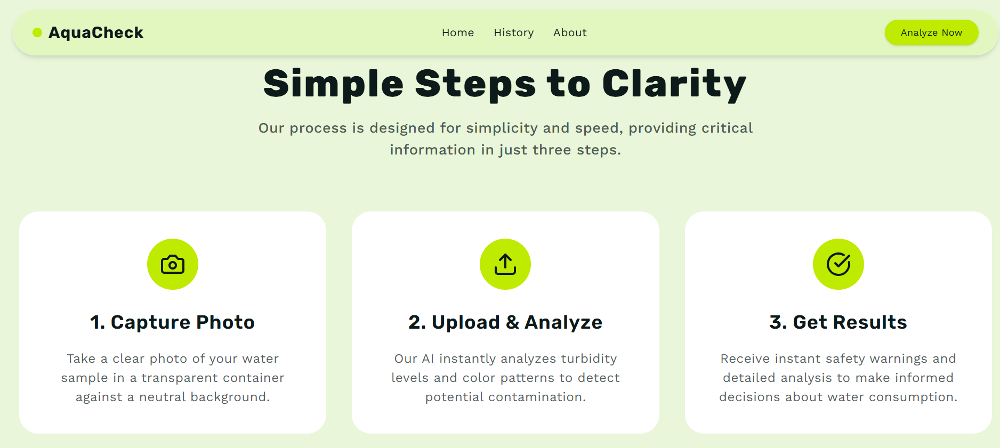 AquaCheck
Home
History
About
Analyze Now
Simple Steps to Clarity
Our process is designed for simplicity and speed, providing critical
information in just three steps.
1. Capture Photo
Take a clear photo of your water
sample in a transparent container
against a neutral background.
2. Upload & Analyze
Our AI instantly analyzes turbidity
levels and color patterns to detect
potential contamination.
3. Get Results
Receive instant safety warnings and
detailed analysis to make informed
decisions about water consumption.